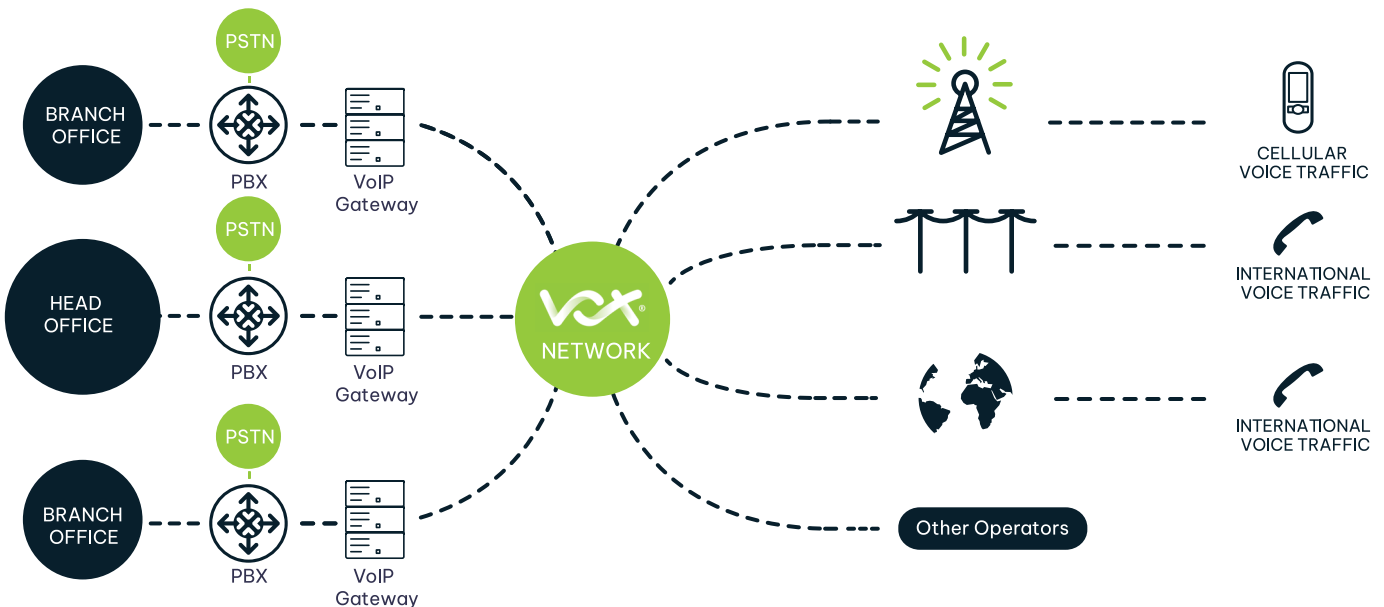 PSTN
BRANCH
OFFICE
PBX
VoIP
Gateway
PSTN
HEAD
OFFICE
PBX
VoIP
Gateway
PSTN
BRANCH
OFFICE
PBX
VoIP
Gateway
VOX®
NETWORK
CELLULAR
VOICE TRAFFIC
INTERNATIONAL
VOICE TRAFFIC
INTERNATIONAL
VOICE TRAFFIC
Other Operators